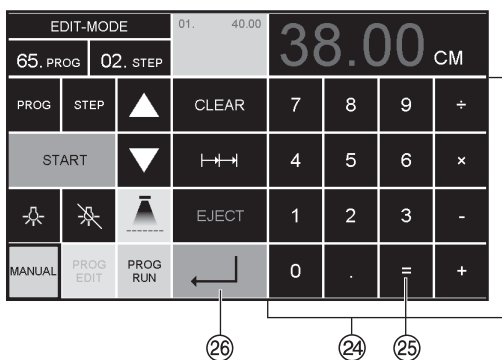 EDIT-MODE
01. 40.00
38.00 CM
65. PROG 02. STEP
PROG STEP CLEAR 7 8 9 ÷
START 4 5 6 ×
EJECT 1 2 3 -
MANUAL PROG EDIT PROG RUN 0 . = +
26 24 25